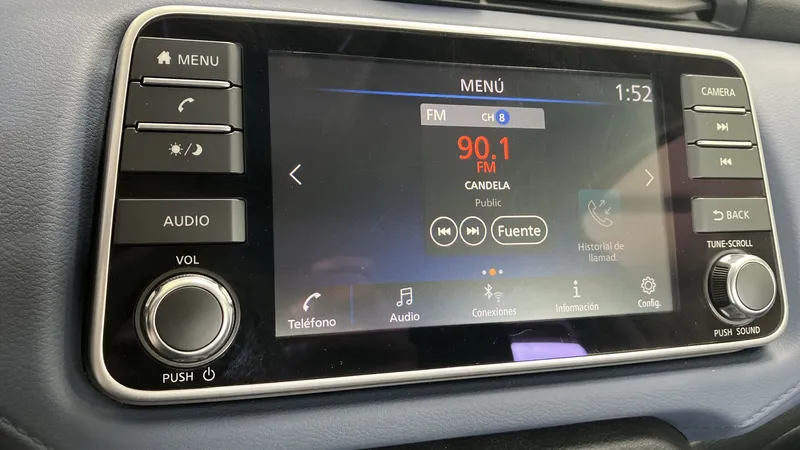 MENU
AUDIO
VOL
PUSH
MENÚ
1:52
FM
CH 8
90.1
FM
CANDELA
Public
Fuente
Historial de
llamad.
Teléfono
Audio
Conexiones
Información
Config.
CAMERA
BACK
TUNE-SCROLL
PUSH SOUND